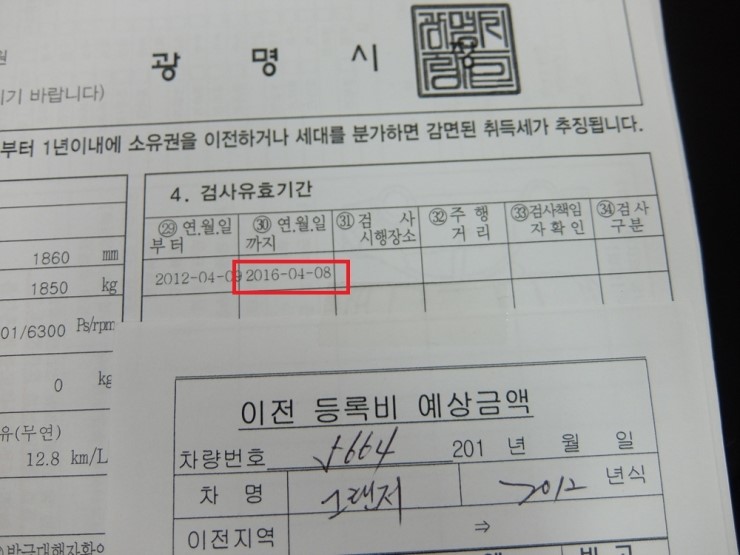 광 명 시
기기 바랍니다)
부터 1년이내에 소유권을 이전하거나 세대를 분가하면 감면된 취득세가 추징됩니다.
4. 검사유효기간
㉙ 연.월.일 부터
㉚ 연.월.일 까지
㉛ 검 사 시행장소
㉜ 주 행 거 리
㉝ 검사책임 자확인
㉞ 검사 구분
2012-04-09
2016-04-08
1860 mm
1850 kg
01/6300 Ps/rpm
0 kg
유(무연)
12.8 km/L
이전 등록비 예상금액
차량번호 664 201 년 월 일
차 명 그랜저 2012 년식
이전지역 ⇒
비 고